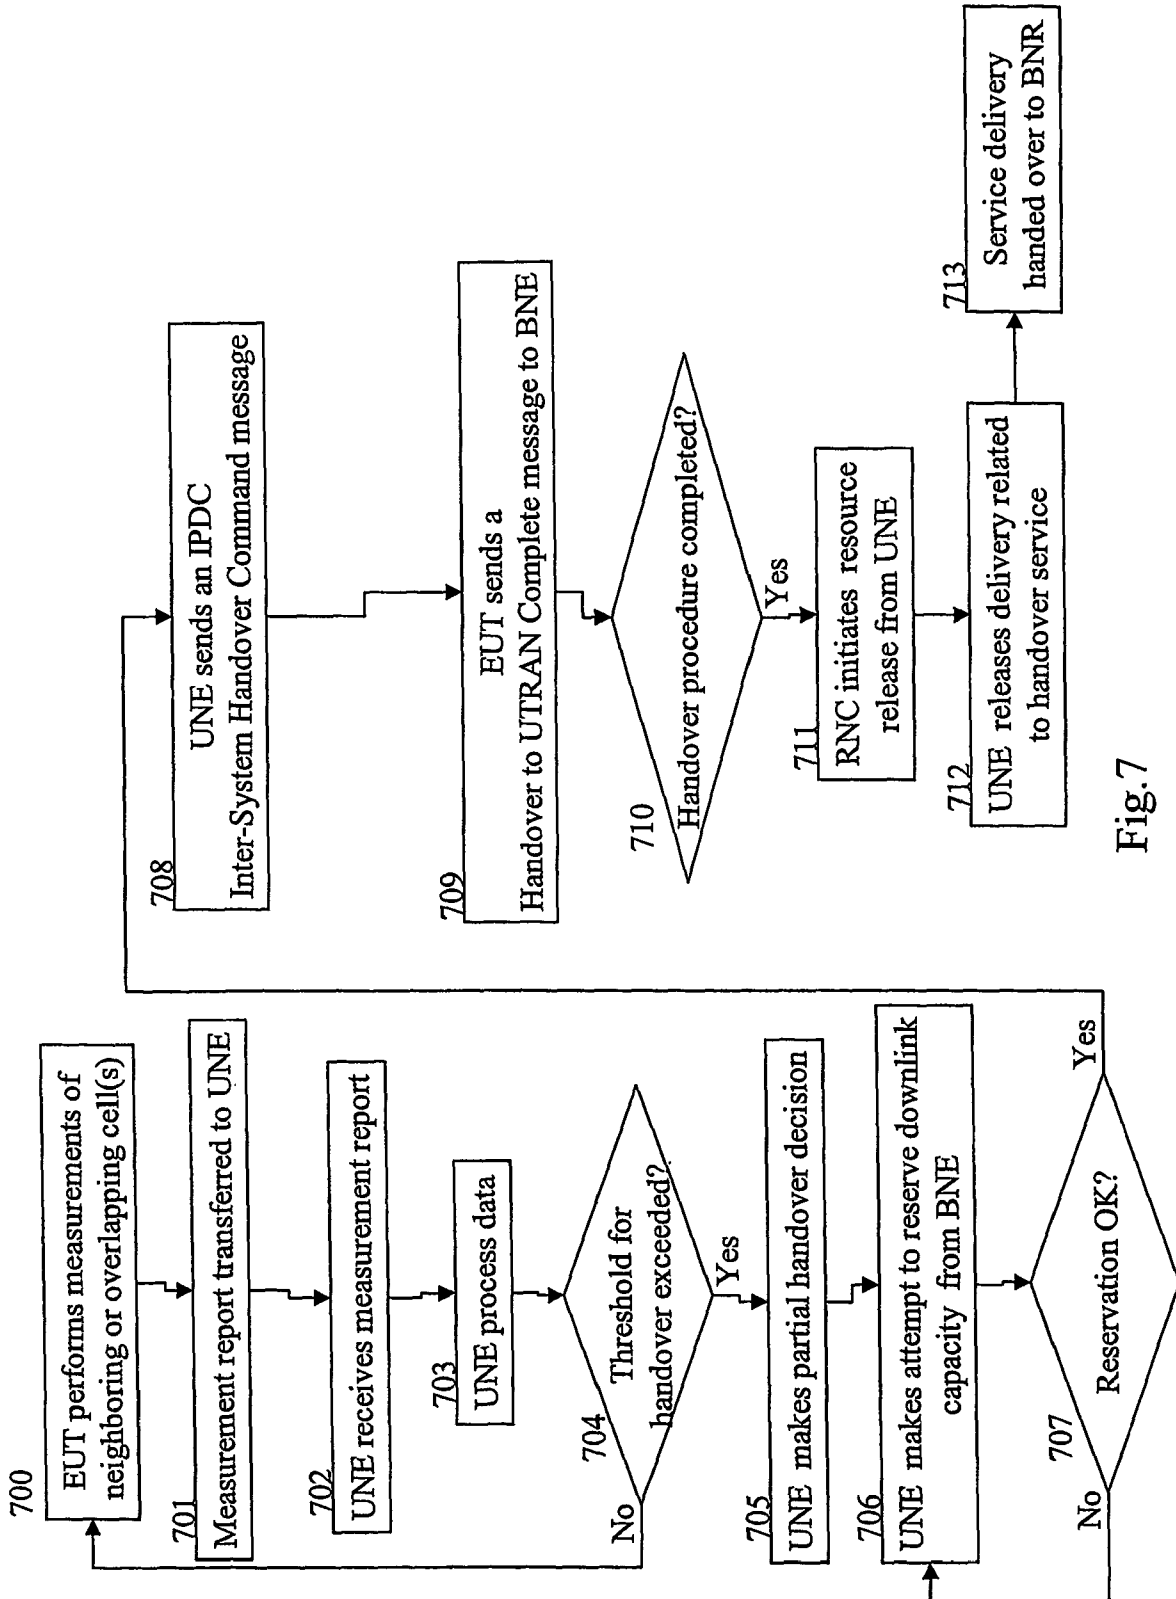 700
EUT performs measurements of
neighboring or overlapping cell(s)
701
Measurement report transferred to UNE
702
UNE receives measurement report
703
UNE process data
704
Threshold for
handover exceeded?
No
Yes
705
UNE makes partial handover decision
706
UNE makes attempt to reserve downlink
capacity from BNE
707
Reservation OK?
No
Yes
708
UNE sends an IPDC
Inter-System Handover Command message
709
EUT sends a
Handover to UTRAN Complete message to BNE
710
Handover procedure completed?
Yes
711
RNC initiates resource
release from UNE
712
UNE releases delivery related
to handover service
713
Service delivery
handed over to BNR
Fig.7